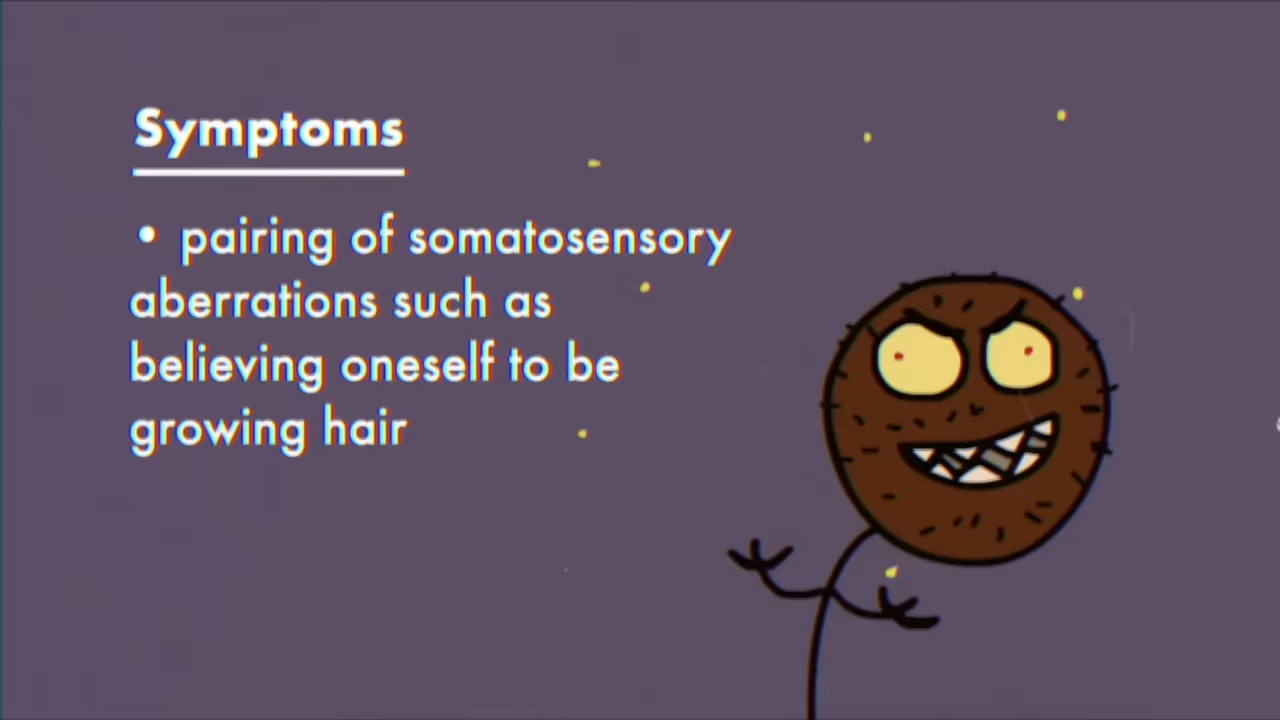 Symptoms
• pairing of somatosensory
aberrations such as
believing oneself to be
growing hair